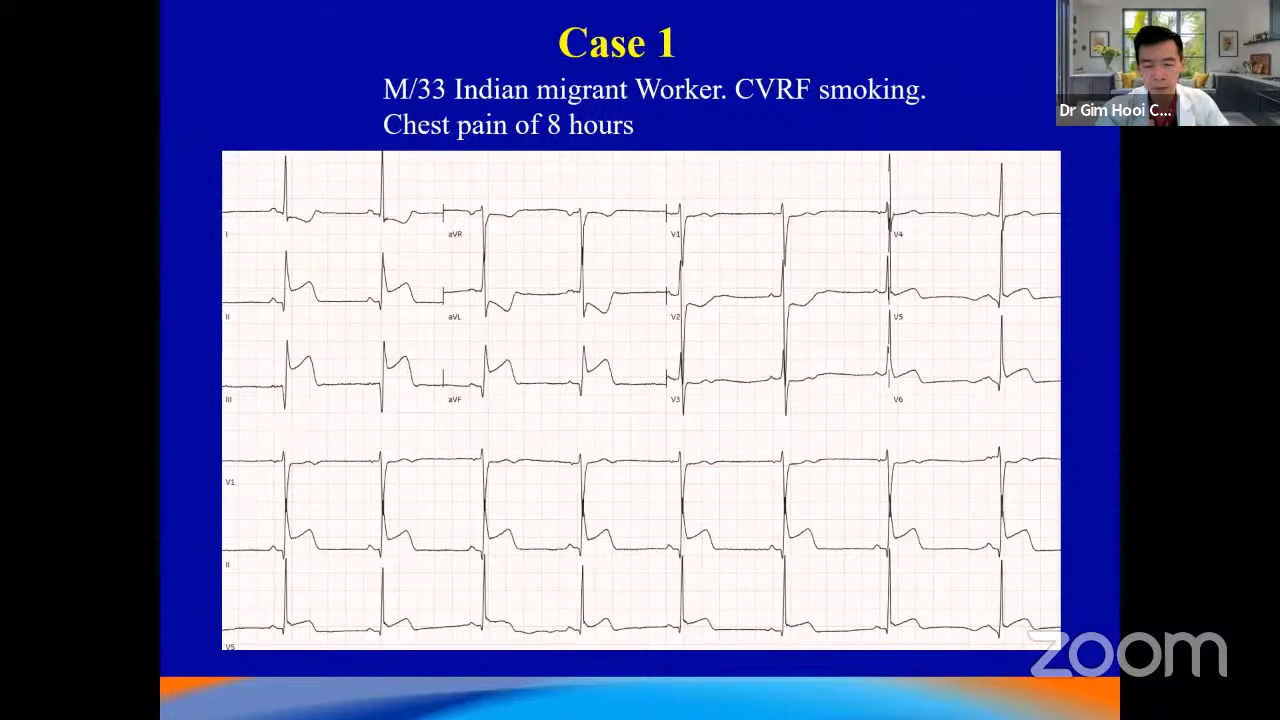 Case 1
M/33 Indian migrant Worker. CVRF smoking.
Chest pain of 8 hours
Dr Gim Hooi C...
I
aVR
V1
V4
II
aVL
V2
V5
III
aVF
V3
V6
V1
II
V5
zoom